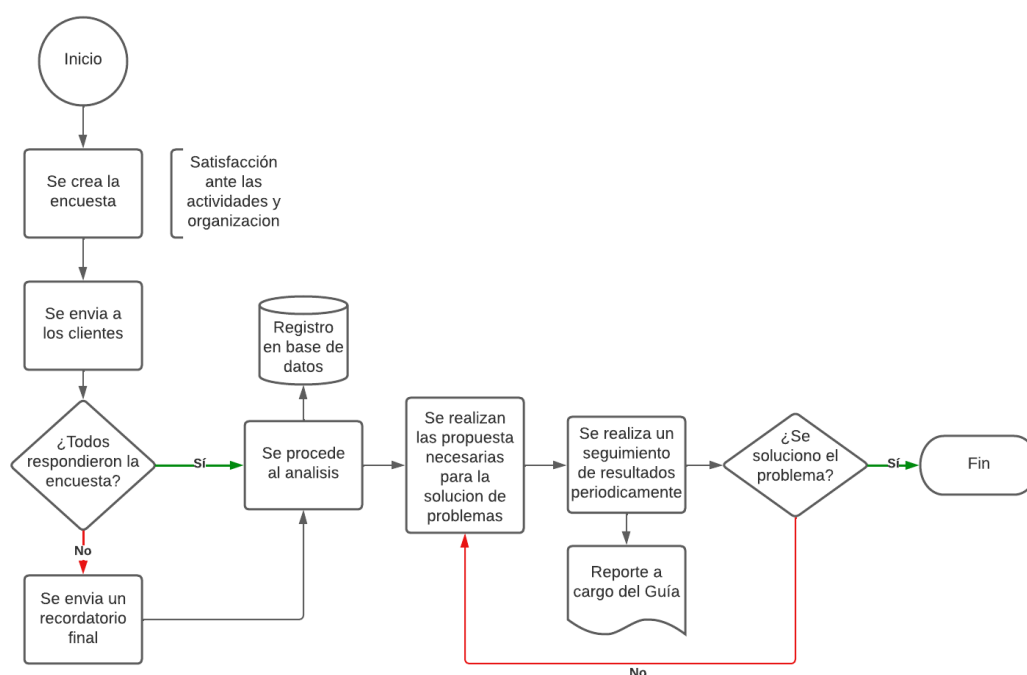 Inicio
Se crea la
encuesta
Satisfacción
ante las
actividades y
organizacion
Se envia a
los clientes
¿Todos
respondieron la
encuesta?
Sí
No
Se envia un
recordatorio
final
Registro
en base de
datos
Se procede
al analisis
Se realizan
las propuesta
necesarias
para la
solucion de
problemas
Se realiza un
seguimiento
de resultados
periodicamente
Reporte a
cargo del Guía
¿Se
soluciono el
problema?
Sí
No
Fin